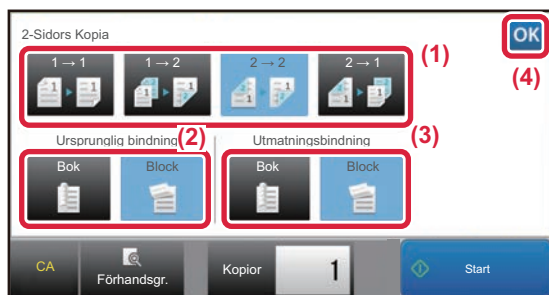 2-Sidors Kopia
OK
(1)
1 → 1
1 → 2
2 → 2
2 → 1
(4)
Ursprunglig bindning
(2)
Utmatningsbindning
(3)
Bok
Block
Bok
Block
CA
Förhandsgr.
Kopior
1
Start